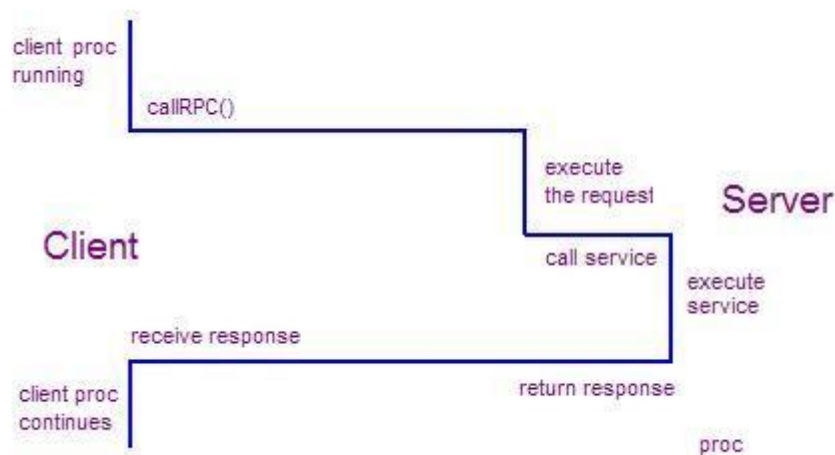 client proc
running
callRPC()
execute
the request
Server
Client
call service
execute
service
receive response
return response
client proc
continues
proc